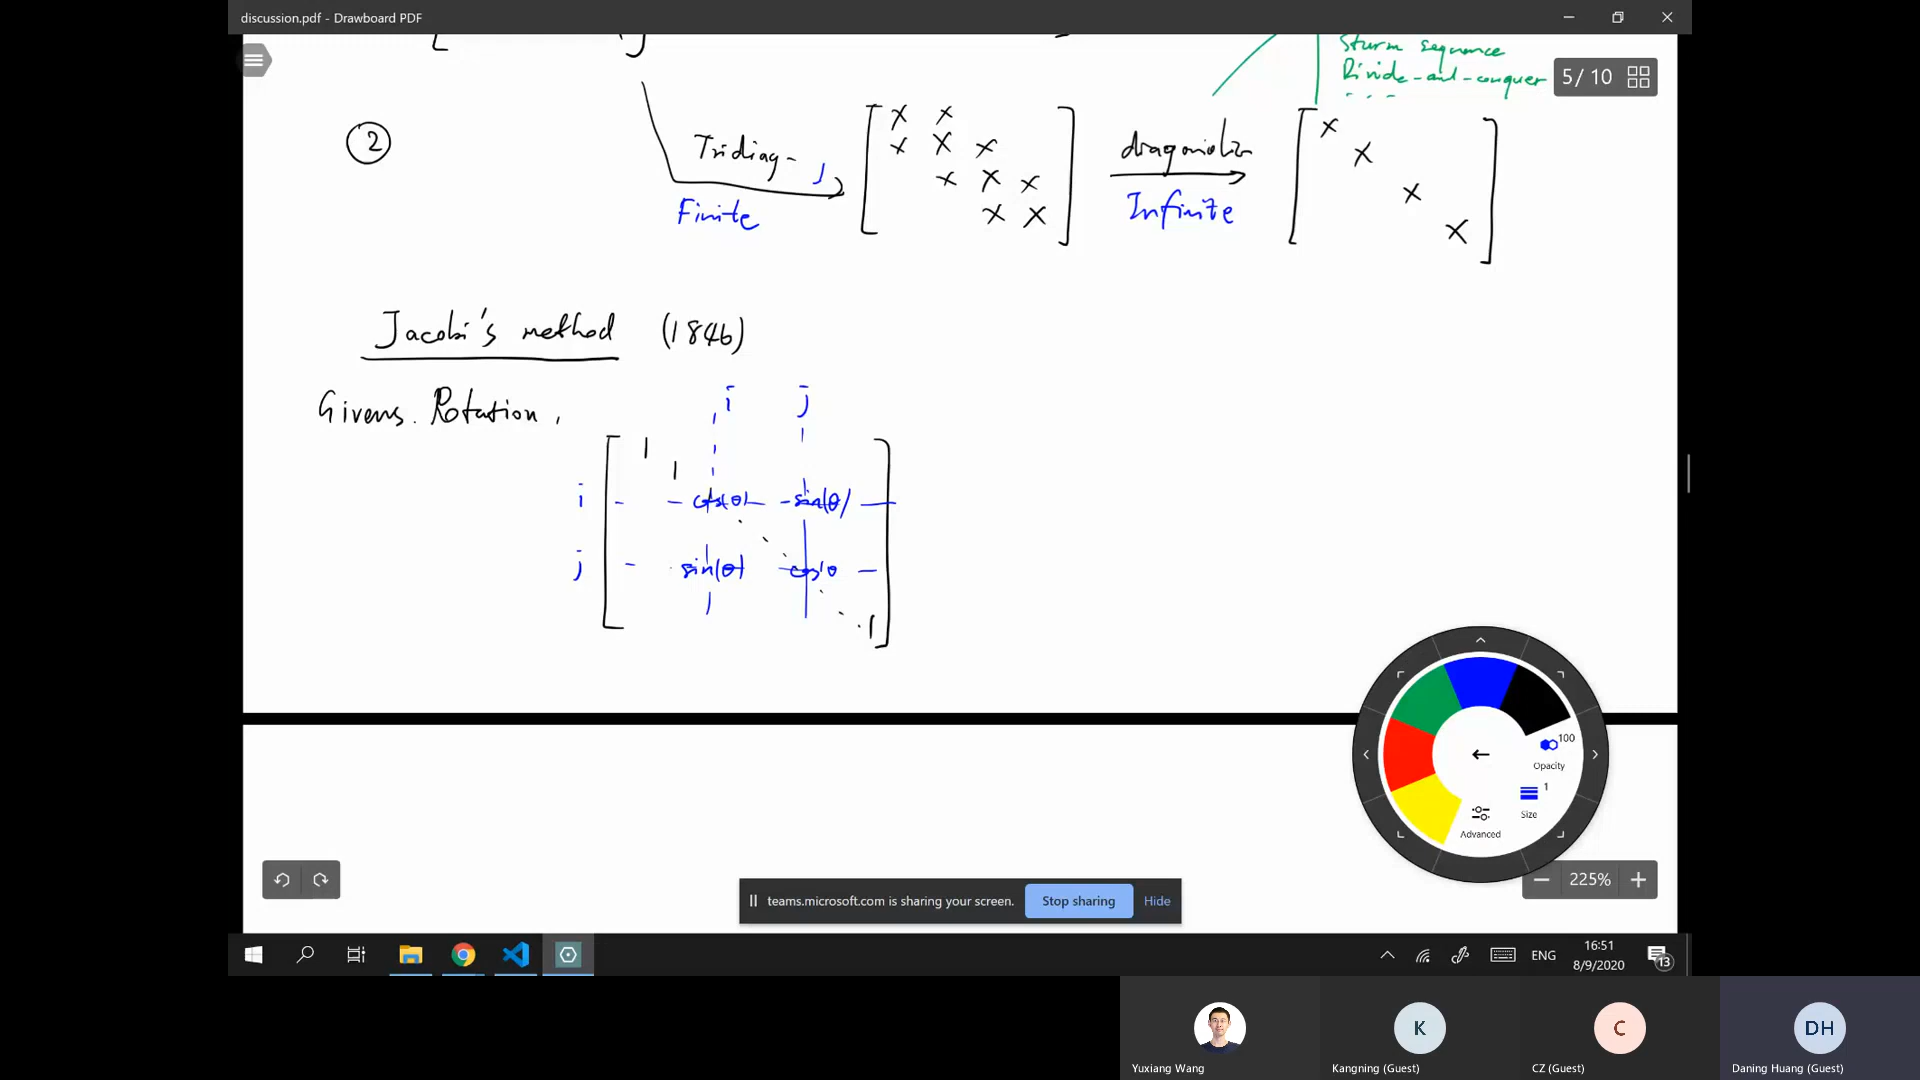 discussion.pdf - Drawboard PDF
Sturm sequence
Divide-and-conquer
5 / 10
2
Tridiag-
Finite
x x
x x x
x x x
x x
Infinite
x
x
x
x
Jacobi's method (1846)
Givens. Rotation,
i j
1
1
i cos(θ) -sin(θ)
j sin(θ) cos θ
1
100
Opacity
1
Size
Advanced
225%
teams.microsoft.com is sharing your screen.
Stop sharing
Hide
ENG
16:51
8/9/2020
13
K
C
DH
Yuxiang Wang
Kangning (Guest)
CZ (Guest)
Daning Huang (Guest)